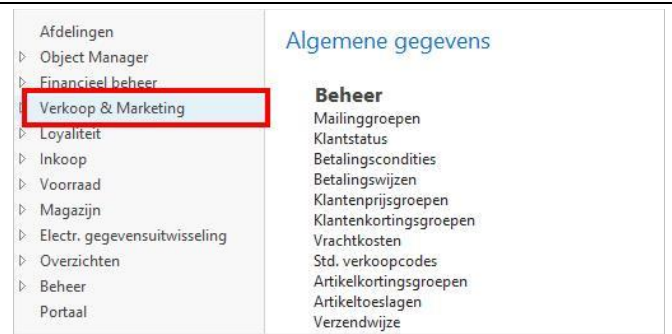 Afdelingen
Object Manager
Financieel beheer
Verkoop & Marketing
Loyaliteit
Inkoop
Voorraad
Magazijn
Electr. gegevensuitwisseling
Overzichten
Beheer
Portaal
Algemene gegevens
Beheer
Mailinggroepen
Klantstatus
Betalingscondities
Betalingswijzen
Klantenprijsgroepen
Klantenkortingsgroepen
Vrachtkosten
Std. verkoopcodes
Artikelkortingsgroepen
Artikeltoeslagen
Verzendwijze